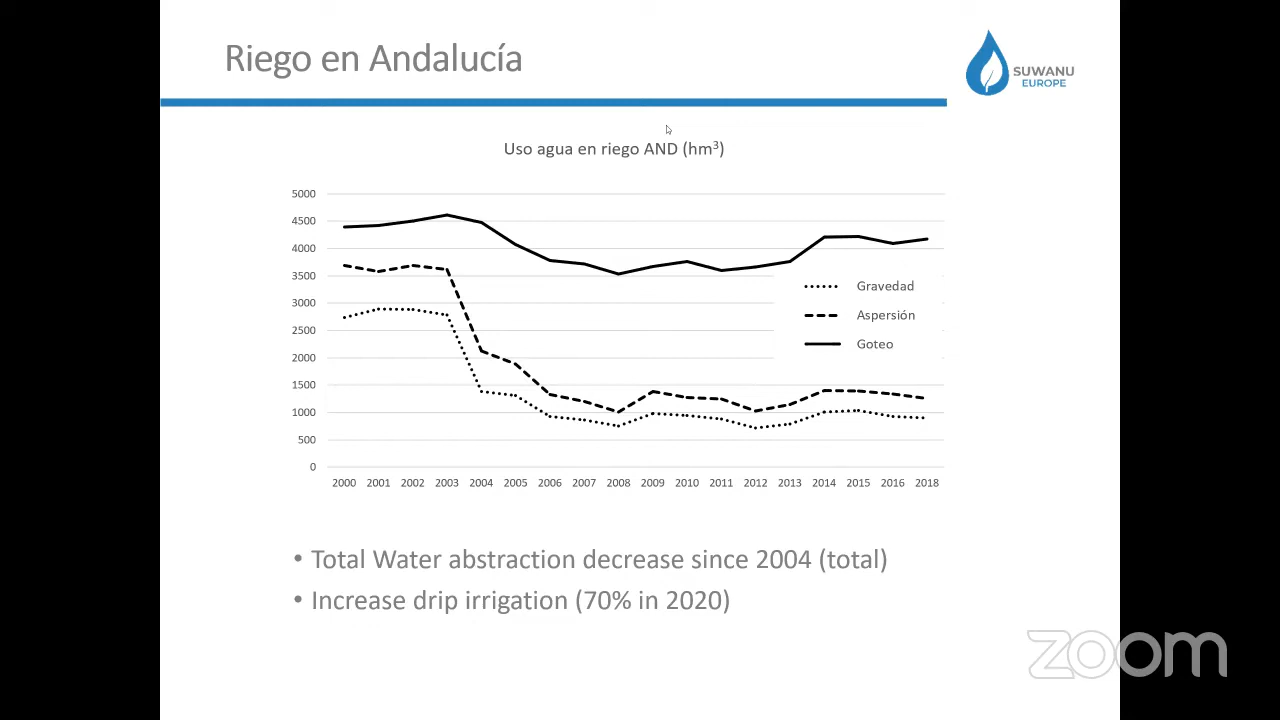 Riego en Andalucía
SUWANU
EUROPE
Uso agua en riego AND (hm³)
5000
4500
4000
3500
3000
2500
2000
1500
1000
500
0
2000 2001 2002 2003 2004 2005 2006 2007 2008 2009 2010 2011 2012 2013 2014 2015 2016 2018
Gravedad
Aspersión
Goteo
• Total Water abstraction decrease since 2004 (total)
• Increase drip irrigation (70% in 2020)
zoom